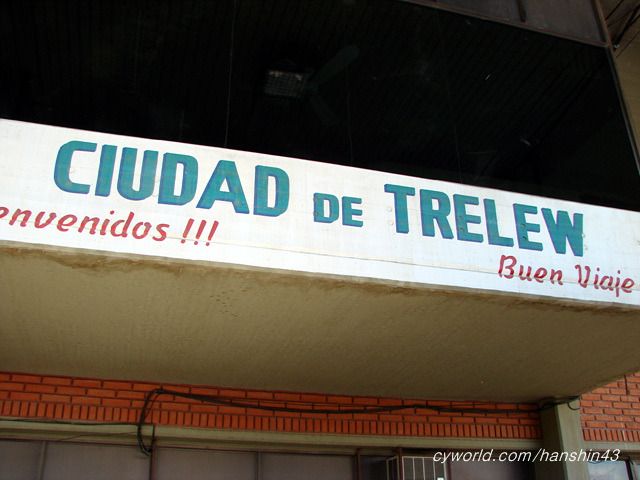 CIUDAD DE TRELEW
envenidos !!!
Buen Viaje
cyworld.com/hanshin43